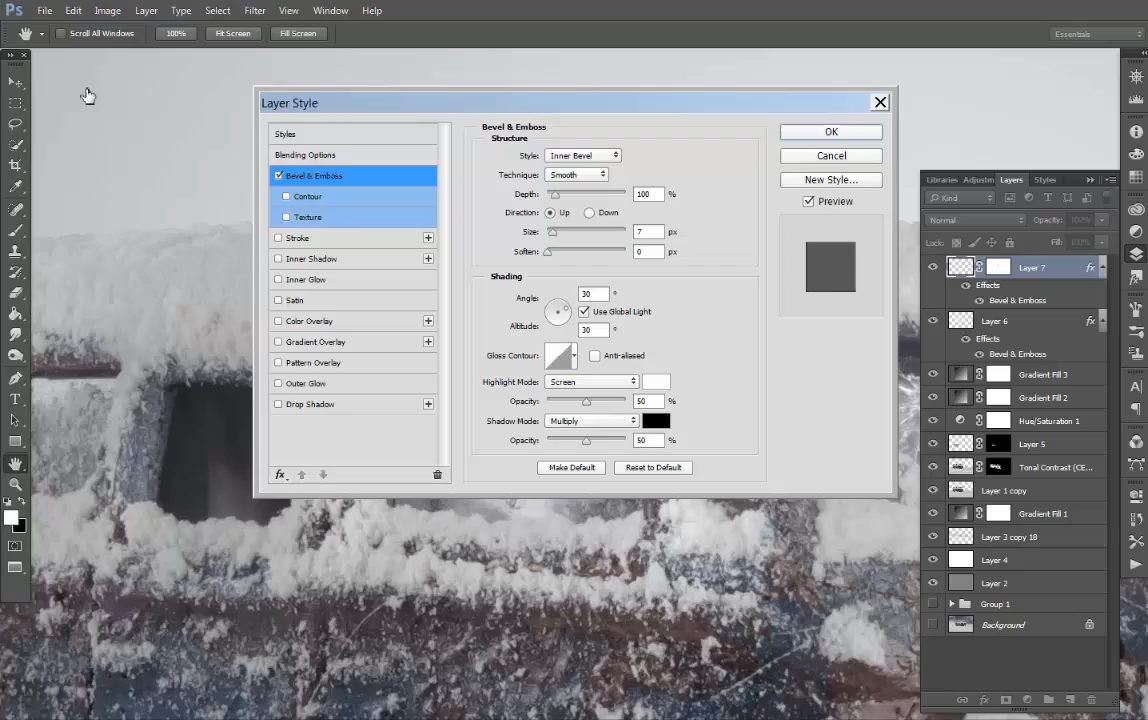 Ps File Edit Image Layer Type Select Filter View Window Help
Scroll All Windows 100% Fit Screen Fill Screen Essentials
Layer Style
Styles
Blending Options
Bevel & Emboss
Contour
Texture
Stroke
Inner Shadow
Inner Glow
Satin
Color Overlay
Gradient Overlay
Pattern Overlay
Outer Glow
Drop Shadow
fx
Bevel & Emboss
Structure
Style: Inner Bevel
Technique: Smooth
Depth: 100 %
Direction: Up Down
Size: 7 px
Soften: 0 px
Shading
Angle: 30 °
Use Global Light
Altitude: 30 °
Gloss Contour: Anti-aliased
Highlight Mode: Screen
Opacity: 50 %
Shadow Mode: Multiply
Opacity: 50 %
Make Default Reset to Default
OK
Cancel
New Style...
Preview
Libraries Adjustm Layers Styles
Kind
Normal Opacity: 100%
Lock: Fill: 100%
Layer 7 fx
Effects
Bevel & Emboss
Layer 6 fx
Effects
Bevel & Emboss
Gradient Fill 3
Gradient Fill 2
Hue/Saturation 1
Layer 5
Tonal Contrast (CE...
Layer 1 copy
Gradient Fill 1
Layer 3 copy 18
Layer 4
Layer 2
Group 1
Background
fx